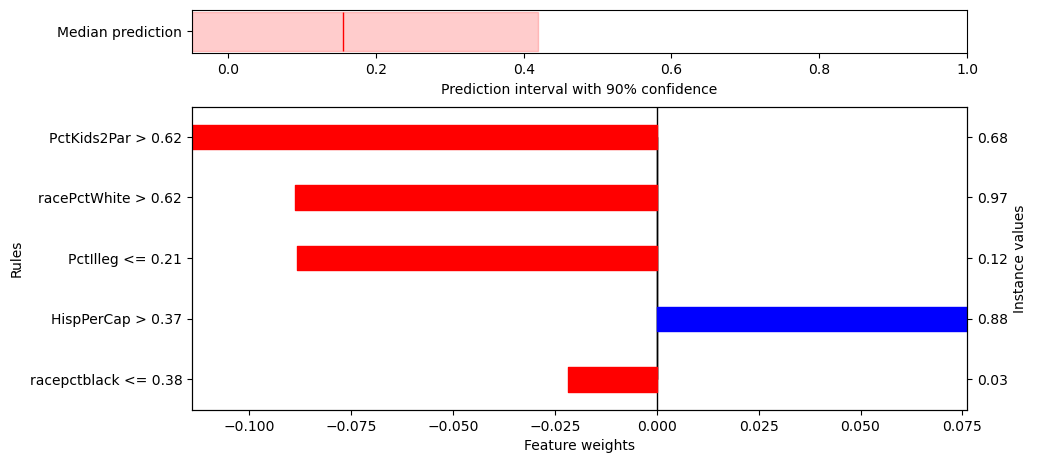 Median prediction
0.0 0.2 0.4 0.6 0.8 1.0
Prediction interval with 90% confidence
PctKids2Par > 0.62 0.68
racePctWhite > 0.62 0.97
PctIlleg <= 0.21 0.12
HispPerCap > 0.37 0.88
racepctblack <= 0.38 0.03
Rules
Instance values
−0.100 −0.075 −0.050 −0.025 0.000 0.025 0.050 0.075
Feature weights